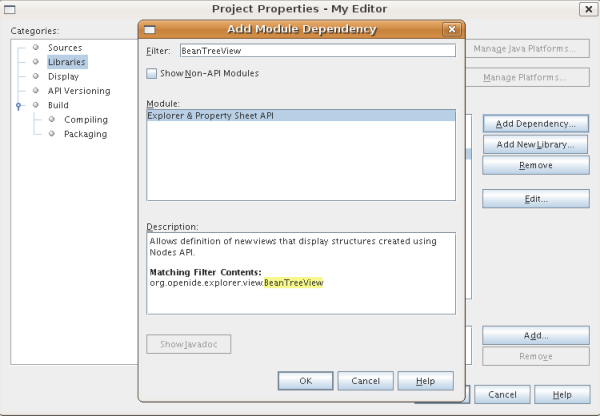 Project Properties - My Editor
Categories:
Sources
Libraries
Display
API Versioning
Build
Compiling
Packaging
Add Module Dependency
Filter: BeanTreeView
Show Non-API Modules
Module:
Explorer & Property Sheet API
Description:
Allows definition of new views that display structures created using
Nodes API.
Matching Filter Contents:
org.openide.explorer.view.BeanTreeView
Show Javadoc
OK Cancel Help
Manage Java Platforms...
Manage Platforms...
Add Dependency...
Add New Library...
Remove
Edit...
Add...
Remove
Cancel Help